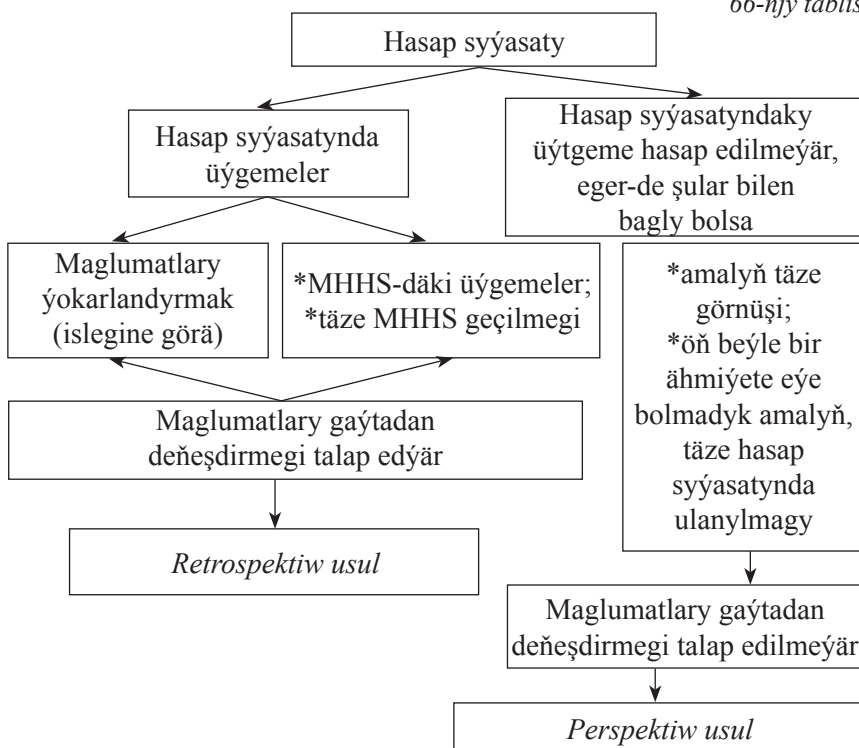 66-njy tablis
Hasap syýasaty
Hasap syýasatynda
üýgemeler
Hasap syýasatyndaky
üýtgeme hasap edilmeýär,
eger-de şular bilen
bagly bolsa
Maglumatlary
ýokarlandyrmak
(islegine görä)
*MHHS-däki üýgemeler;
*täze MHHS geçilmegi
*amalyň täze
görnüşi;
*öň beýle bir
ähmiýete eýe
bolmadyk amalyň,
täze hasap
syýasatynda
ulanylmagy
Maglumatlary gaýtadan
deňeşdirmegi talap edýär
Retrospektiw usul
Maglumatlary gaýtadan
deňeşdirmegi talap edilmeýär
Perspektiw usul